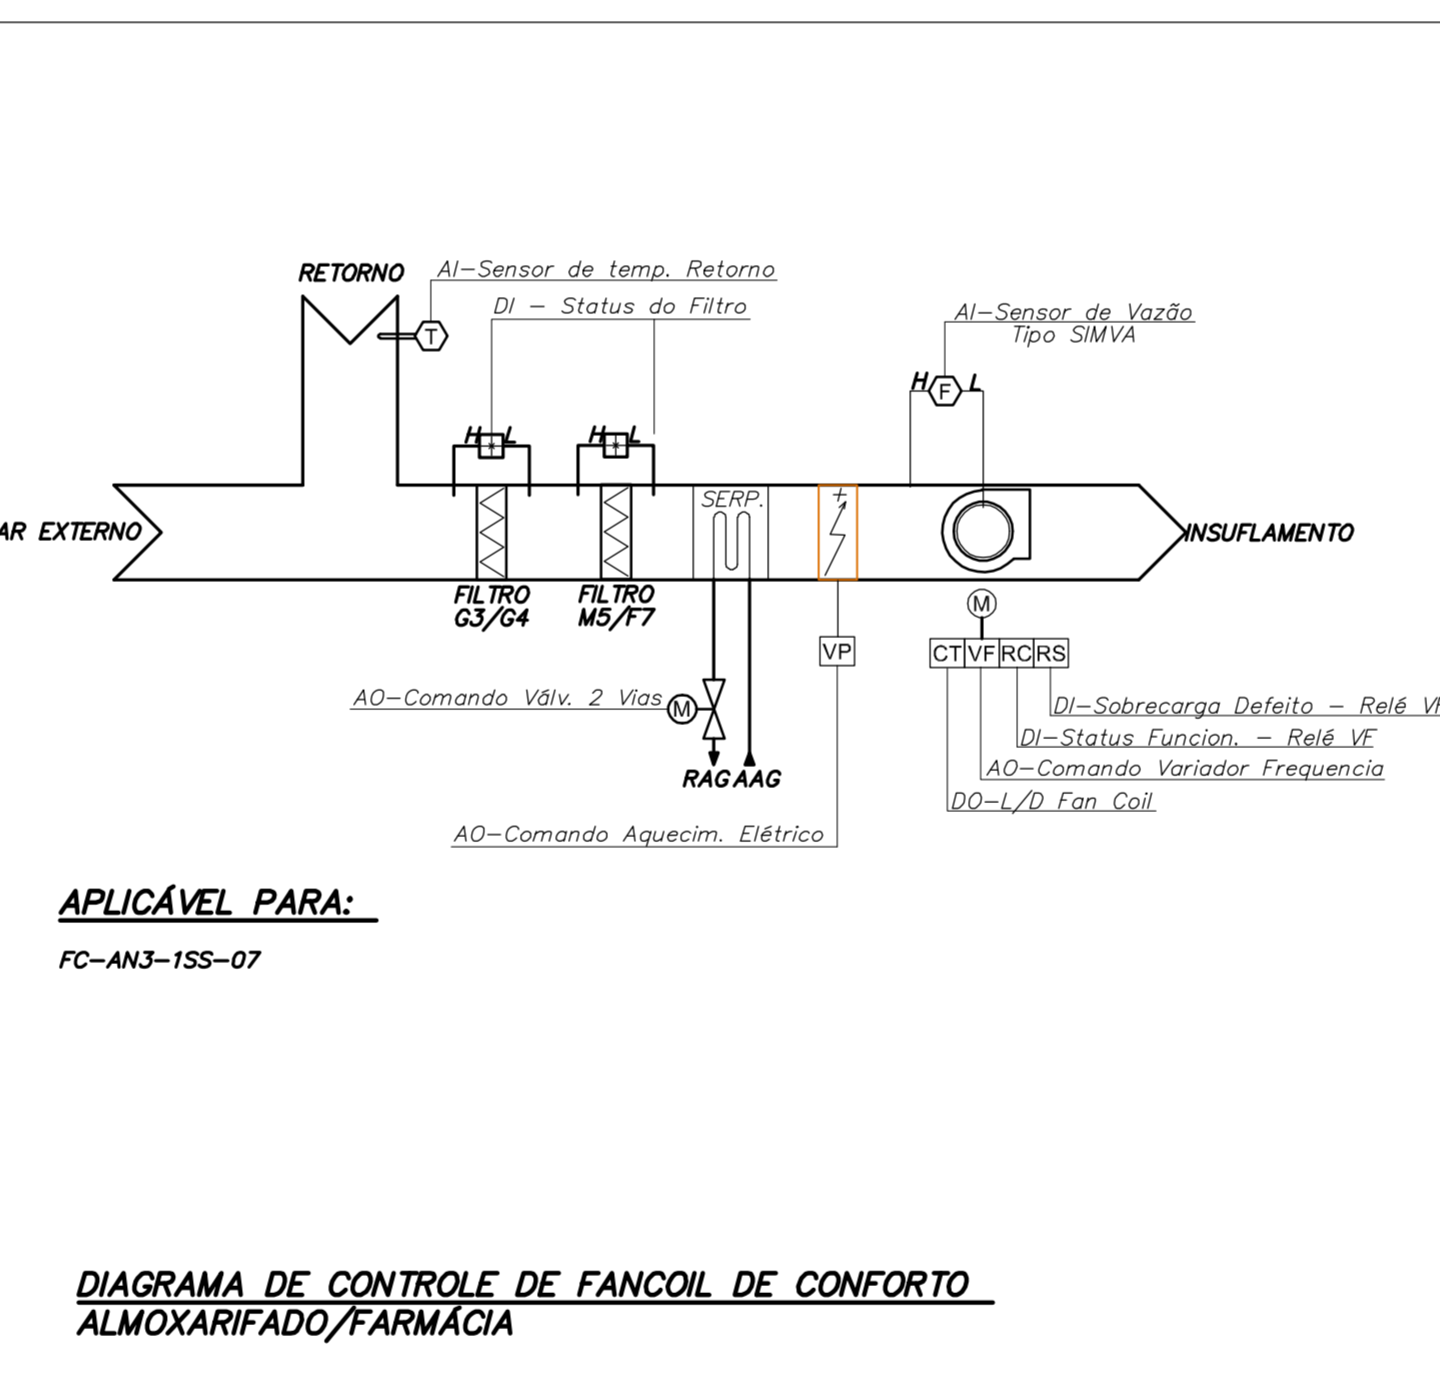 RETORNO
AI-Sensor de temp. Retorno
DI - Status do Filtro
T
AI-Sensor de Vazão
Tipo SIMVA
H F L
H L
H L
SERP.
+
AR EXTERNO
INSUFLAMENTO
FILTRO
G3/G4
FILTRO
M5/F7
M
VP
CT VF RC RS
AO-Comando Válv. 2 Vias
M
DI-Sobrecarga Defeito - Relé VF
DI-Status Funcion. - Relé VF
AO-Comando Variador Frequencia
RAG AAG
DO-L/D Fan Coil
AO-Comando Aquecim. Elétrico
APLICÁVEL PARA:
FC-AN3-1SS-07
DIAGRAMA DE CONTROLE DE FANCOIL DE CONFORTO
ALMOXARIFADO/FARMÁCIA